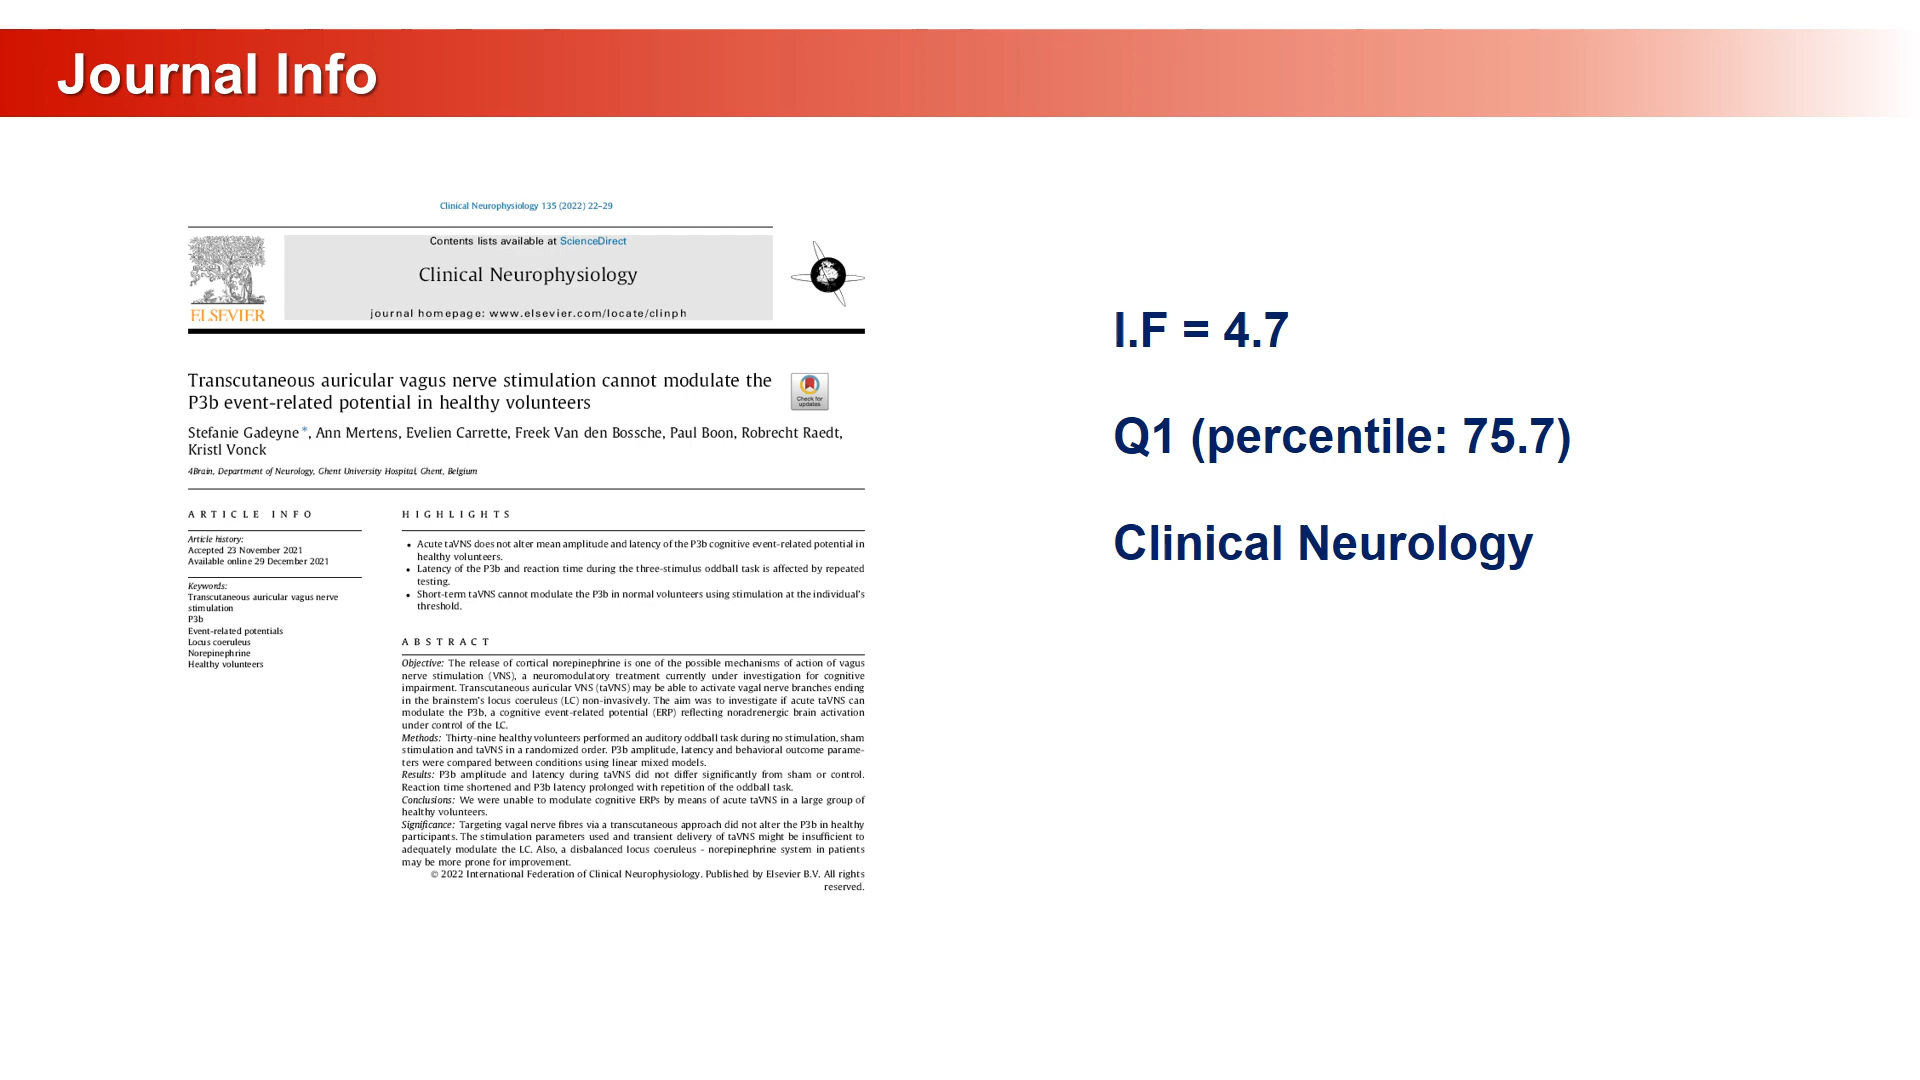 Journal Info
Clinical Neurophysiology 135 (2022) 22–29
Contents lists available at ScienceDirect
Clinical Neurophysiology
journal homepage: www.elsevier.com/locate/clinph
ELSEVIER
Transcutaneous auricular vagus nerve stimulation cannot modulate the
P3b event-related potential in healthy volunteers
Check for
updates
Stefanie Gadeyne *, Ann Mertens, Evelien Carrette, Freek Van den Bossche, Paul Boon, Robrecht Raedt,
Kristl Vonck
4Brain, Department of Neurology, Ghent University Hospital, Ghent, Belgium
ARTICLE INFO
Article history:
Accepted 23 November 2021
Available online 29 December 2021
Keywords:
Transcutaneous auricular vagus nerve
stimulation
P3b
Event-related potentials
Locus coeruleus
Norepinephrine
Healthy volunteers
HIGHLIGHTS
• Acute taVNS does not alter mean amplitude and latency of the P3b cognitive event-related potential in
healthy volunteers.
• Latency of the P3b and reaction time during the three-stimulus oddball task is affected by repeated
testing.
• Short-term taVNS cannot modulate the P3b in normal volunteers using stimulation at the individual's
threshold.
ABSTRACT
Objective: The release of cortical norepinephrine is one of the possible mechanisms of action of vagus
nerve stimulation (VNS), a neuromodulatory treatment currently under investigation for cognitive
impairment. Transcutaneous auricular VNS (taVNS) may be able to activate vagal nerve branches ending
in the brainstem's locus coeruleus (LC) non-invasively. The aim was to investigate if acute taVNS can
modulate the P3b, a cognitive event-related potential (ERP) reflecting noradrenergic brain activation
under control of the LC.
Methods: Thirty-nine healthy volunteers performed an auditory oddball task during no stimulation, sham
stimulation and taVNS in a randomized order. P3b amplitude, latency and behavioral outcome parame-
ters were compared between conditions using linear mixed models.
Results: P3b amplitude and latency during taVNS did not differ significantly from sham or control.
Reaction time shortened and P3b latency prolonged with repetition of the oddball task.
Conclusions: We were unable to modulate cognitive ERPs by means of acute taVNS in a large group of
healthy volunteers.
Significance: Targeting vagal nerve fibres via a transcutaneous approach did not alter the P3b in healthy
participants. The stimulation parameters used and transient delivery of taVNS might be insufficient to
adequately modulate the LC. Also, a disbalanced locus coeruleus - norepinephrine system in patients
may be more prone for improvement.
© 2022 International Federation of Clinical Neurophysiology. Published by Elsevier B.V. All rights
reserved.
I.F = 4.7
Q1 (percentile: 75.7)
Clinical Neurology